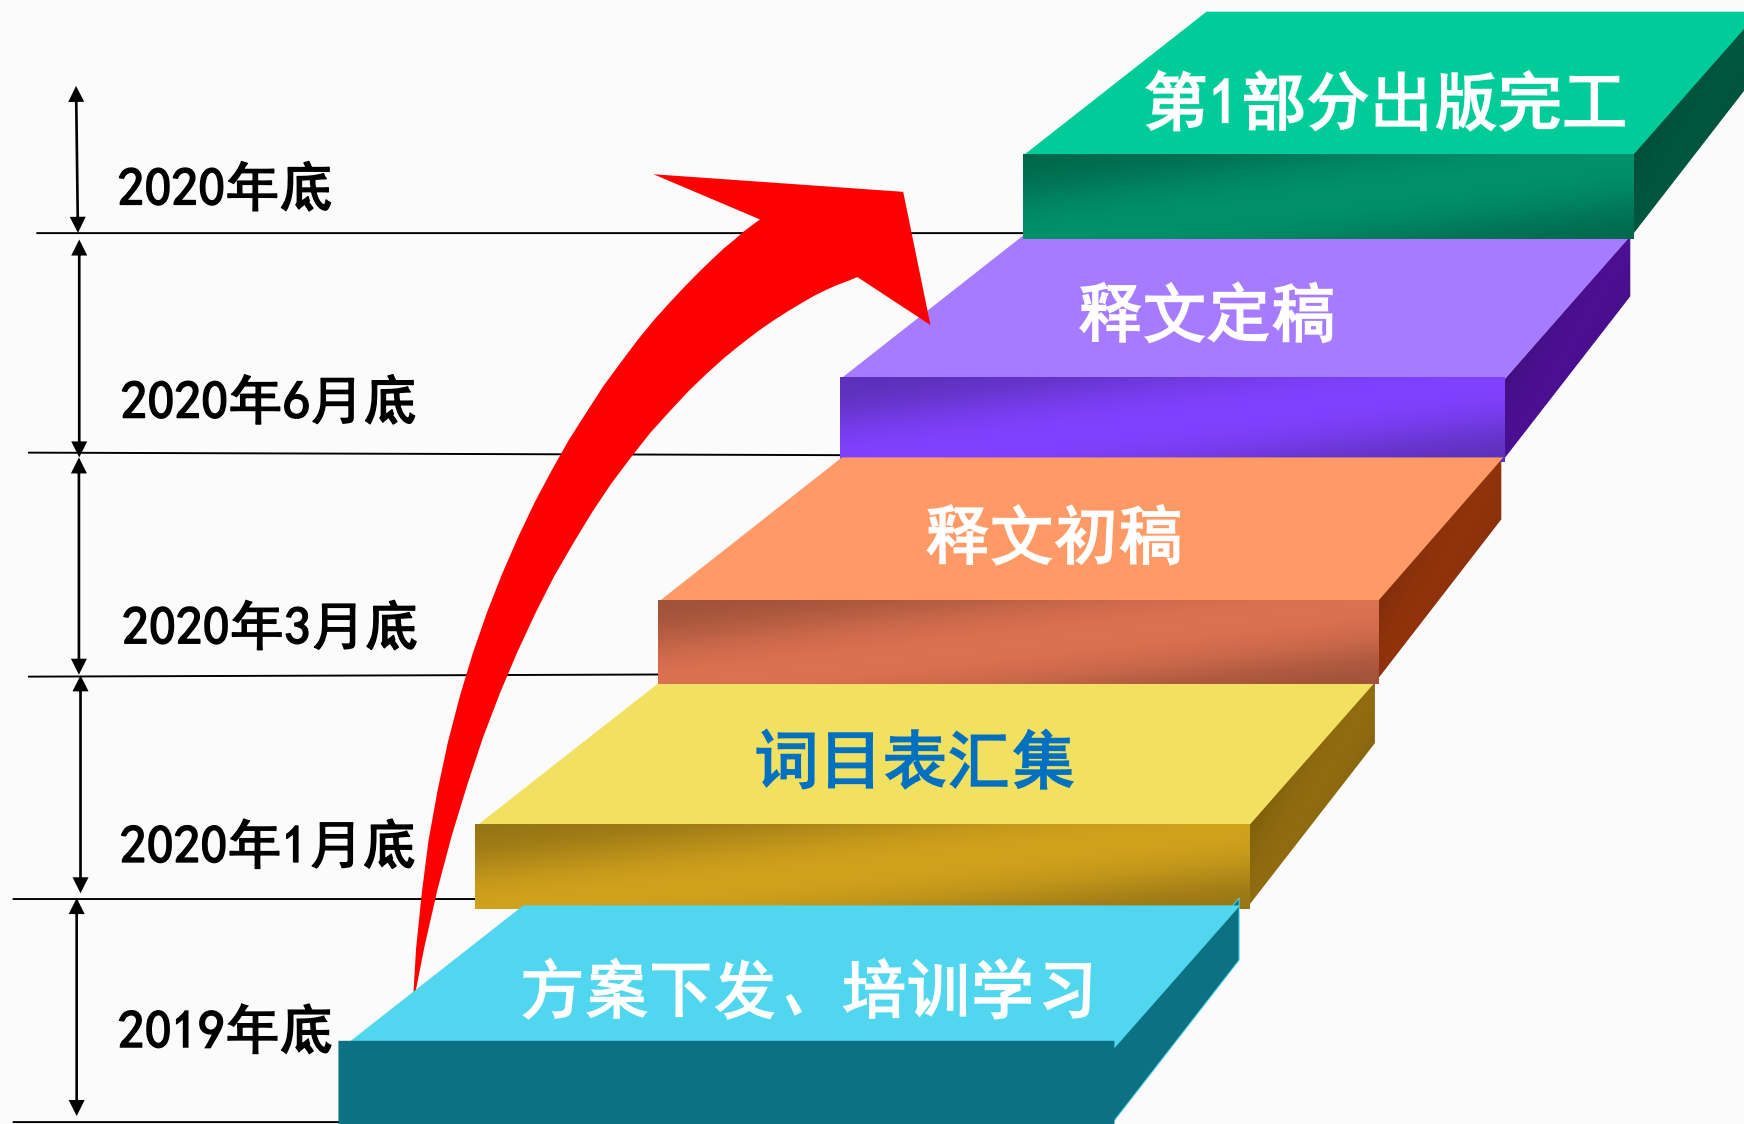 第1部分出版完工
2020年底
释文定稿
2020年6月底
释文初稿
2020年3月底
词目表汇集
2020年1月底
方案下发、培训学习
2019年底